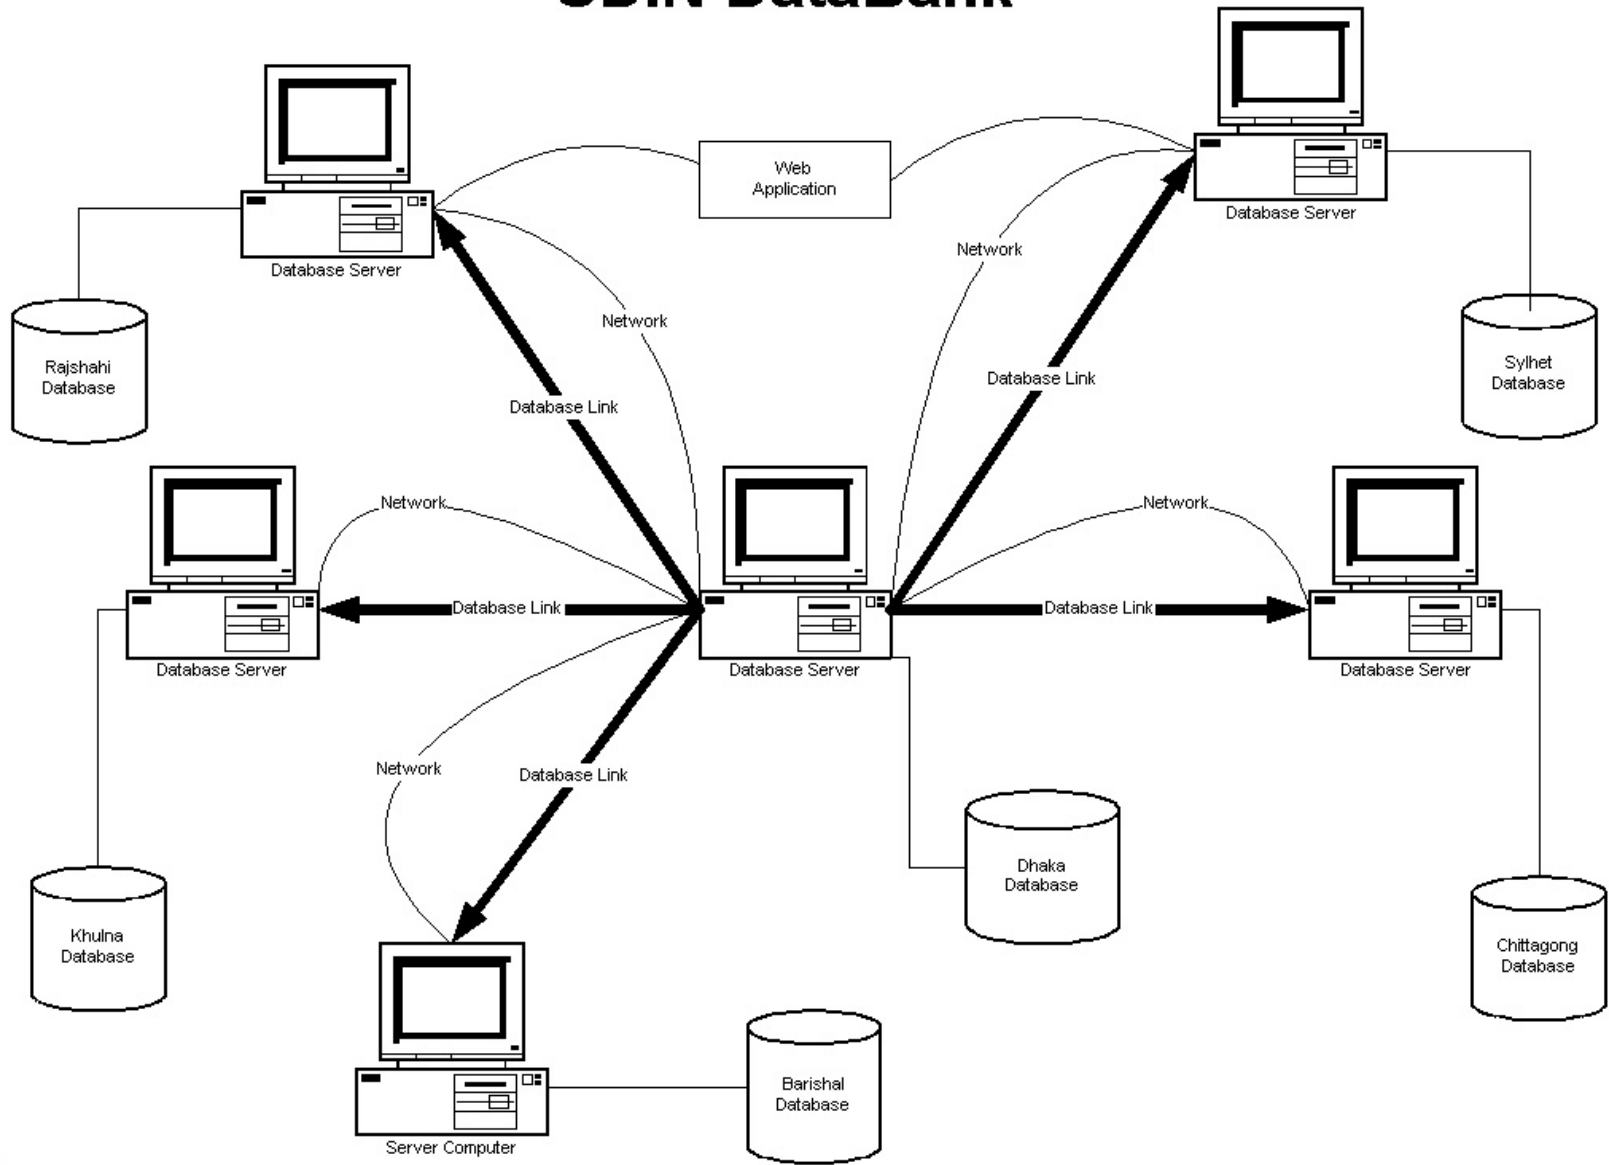 DataBank
Web
Application
Database Server
Network
Database Server
Network
Rajshahi
Database
Sylhet
Database
Database Link
Database Link
Network
Network
Database Link
Database Link
Database Server
Database Server
Database Server
Network
Database Link
Dhaka
Database
Khulna
Database
Chittagong
Database
Barishal
Database
Server Computer